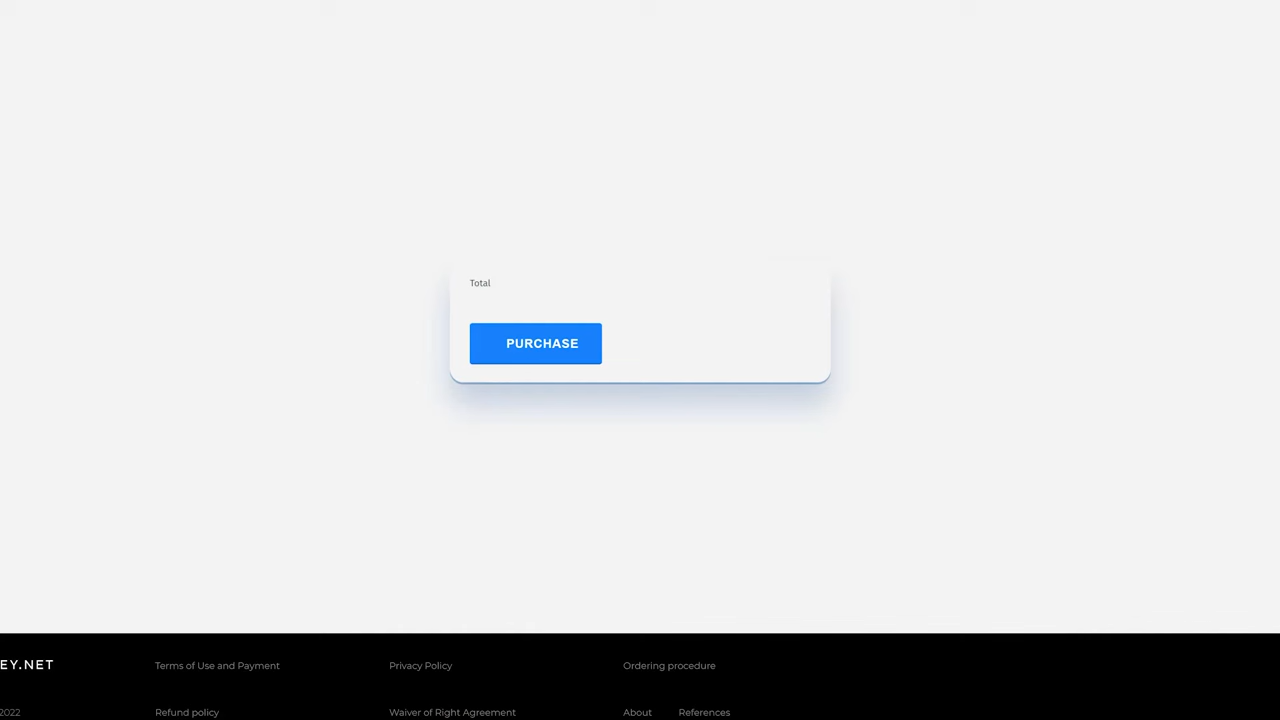 Total
PURCHASE
EY.NET
Terms of Use and Payment
Privacy Policy
Ordering procedure
2022
Refund policy
Waiver of Right Agreement
About
References